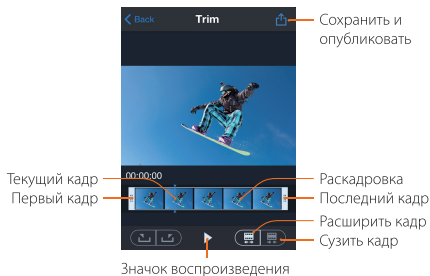 Back
Trim
Сохранить и
опубликовать
00:00:00
Текущий кадр
Первый кадр
Раскадровка
Последний кадр
Расширить кадр
Сузить кадр
Значок воспроизведения